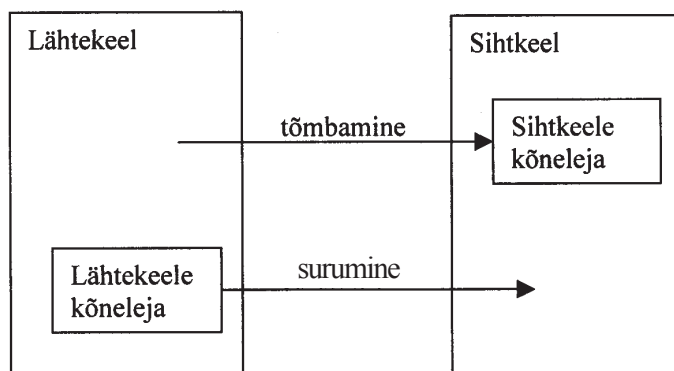 Lähtekeel
Sihtkeel
tõmbamine
Sihtkeele
kõneleja
Lähtekeele
kõneleja
surumine